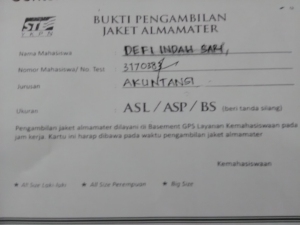 BUKTI PENGAMBILAN
JAKET ALMAMATER
Nama Mahasiswa DEFI INDAH SARI,
Nomor Mahasiswa/ No. Test
Jurusan AKUNTANSI
Ukuran ASL / ASP / BS (beri tanda silang)
Pengambilan jaket almamater dilayani di Basement GPS Layanan Kemahasiswaan pada
jam kerja. Kartu ini harap dibawa pada waktu pengambilan jaket almamater
Kemahasiswaan
★ All Size Laki-laki ★ All Size Perempuan ★ Big Size